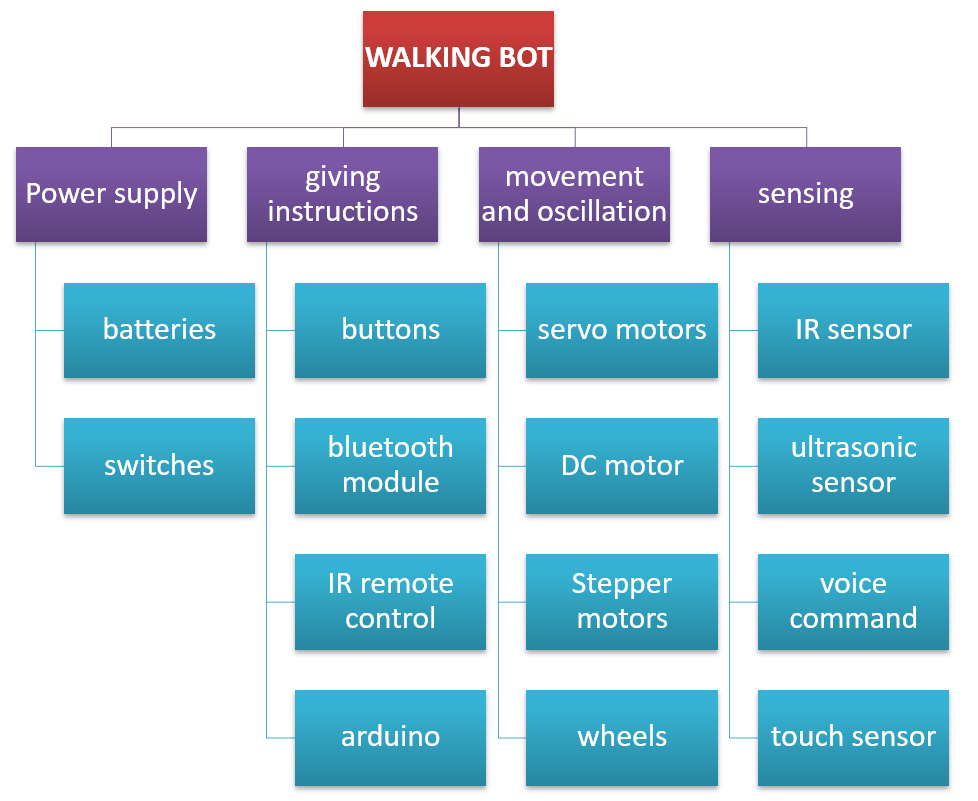 WALKING BOT
Power supply
giving
instructions
movement
and oscillation
sensing
batteries
buttons
servo motors
IR sensor
switches
bluetooth
module
DC motor
ultrasonic
sensor
IR remote
control
Stepper
motors
voice
command
arduino
wheels
touch sensor